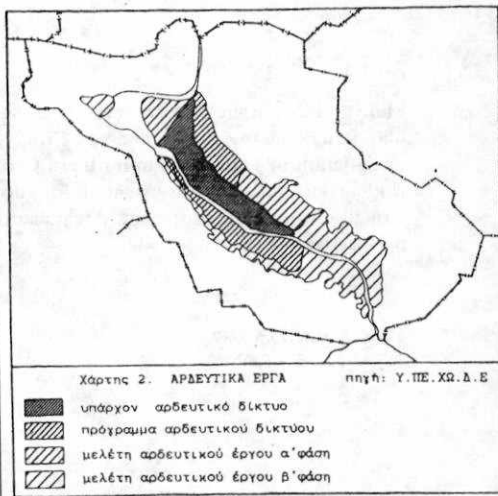 Χάρτης 2. ΑΡΔΕΥΤΙΚΑ ΕΡΓΑ πηγή: Υ.ΠΕ.ΧΩ.Δ.Ε
υπάρχον αρδευτικό δίκτυο
πρόγραμμα αρδευτικού δικτύου
μελέτη αρδευτικού έργου α'φάση
μελέτη αρδευτικού έργου β'φάση